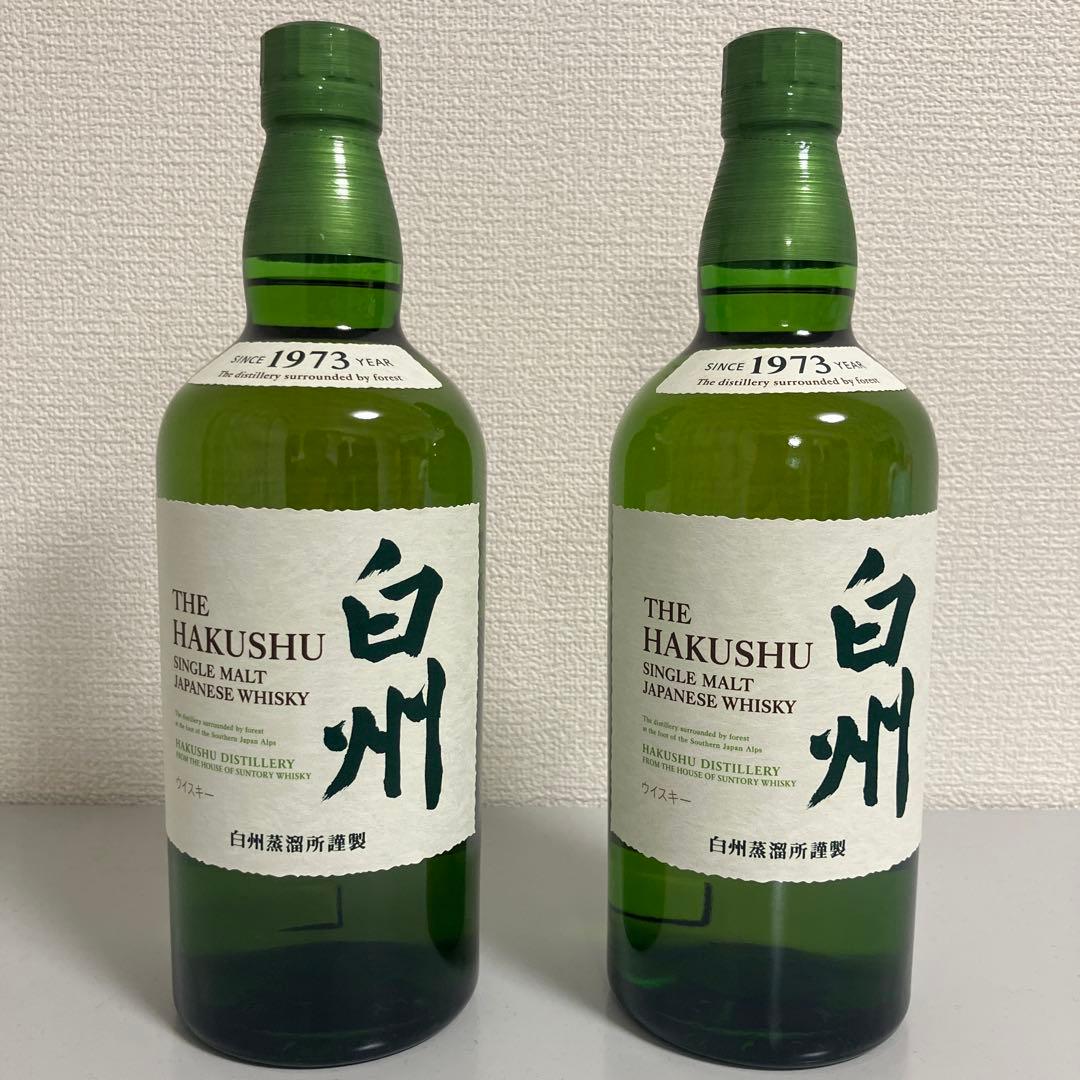 SINCE 1973 YEAR
The distillery surrounded by forest
THE
HAKUSHU
SINGLE MALT
JAPANESE WHISKY
The distillery surrounded by forest
at the foot of the Southern Japan Alps
HAKUSHU DISTILLERY
FROM THE HOUSE OF SUNTORY WHISKY
ウイスキー
白州
白州蒸溜所謹製
SINCE 1973 YEAR
The distillery surrounded by forest
THE
HAKUSHU
SINGLE MALT
JAPANESE WHISKY
The distillery surrounded by forest
at the foot of the Southern Japan Alps
HAKUSHU DISTILLERY
FROM THE HOUSE OF SUNTORY WHISKY
ウイスキー
白州
白州蒸溜所謹製